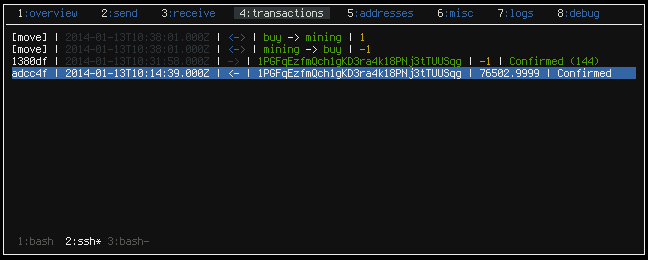 1:overview 2:send 3:receive 4:transactions 5:addresses 6:misc 7:logs 8:debug
[move] | 2014-01-13T10:38:01.000Z | <-> | buy -> mining | 1
[move] | 2014-01-13T10:38:01.000Z | <-> | mining -> buy | -1
1380df | 2014-01-13T10:31:58.000Z | -> | 1PGFqEzfmQch1gKD3ra4k18PNj3tTUUSqg | -1 | Confirmed (144)
adcc4f | 2014-01-13T10:14:39.000Z | <- | 1PGFqEzfmQch1gKD3ra4k18PNj3tTUUSqg | 76502.9999 | Confirmed
1:bash 2:ssh* 3:bash-